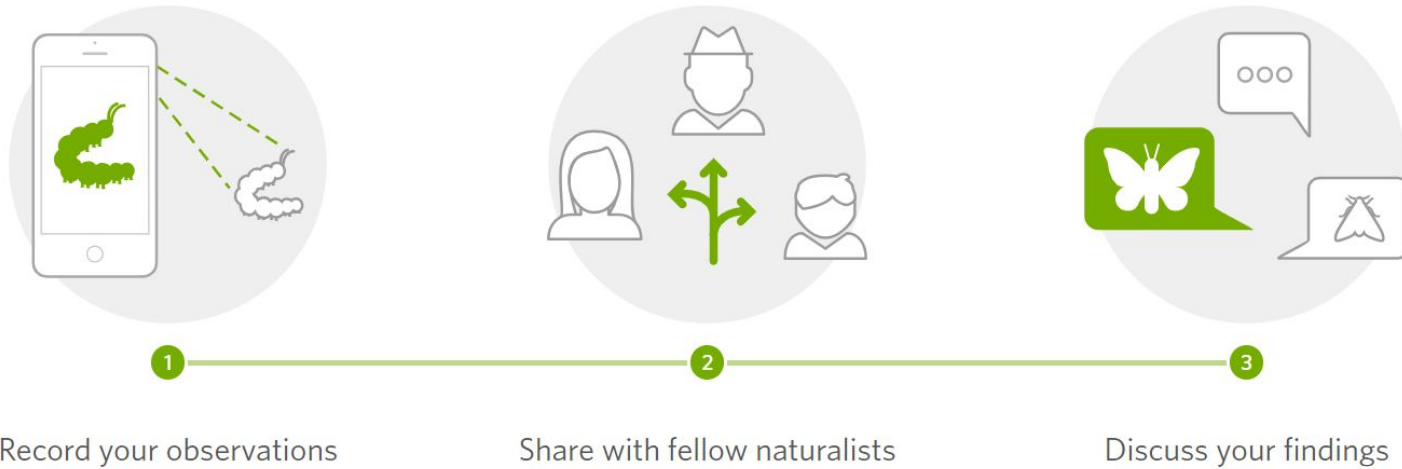 1
2
3
Record your observations
Share with fellow naturalists
Discuss your findings